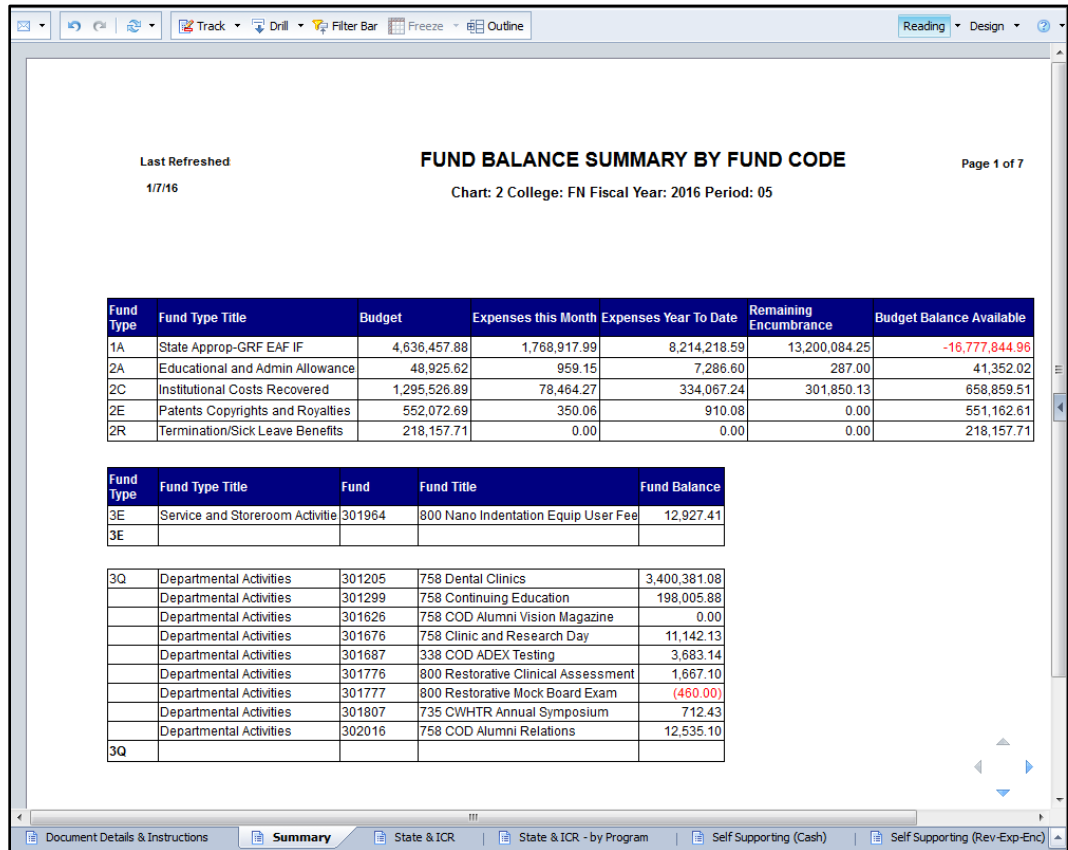 Track Drill Filter Bar Freeze Outline Reading Design
Last Refreshed FUND BALANCE SUMMARY BY FUND CODE Page 1 of 7
1/7/16 Chart: 2 College: FN Fiscal Year: 2016 Period: 05
Fund Type Fund Type Title Budget Expenses this Month Expenses Year To Date Remaining Encumbrance Budget Balance Available
1A State Approp-GRF EAF IF 4,636,457.88 1,768,917.99 8,214,218.59 13,200,084.25 -16,777,844.96
2A Educational and Admin Allowance 48,925.62 959.15 7,286.60 287.00 41,352.02
2C Institutional Costs Recovered 1,295,526.89 78,464.27 334,067.24 301,850.13 658,859.51
2E Patents Copyrights and Royalties 552,072.69 350.06 910.08 0.00 551,162.61
2R Termination/Sick Leave Benefits 218,157.71 0.00 0.00 0.00 218,157.71
Fund Type Fund Type Title Fund Fund Title Fund Balance
3E Service and Storeroom Activitie 301964 800 Nano Indentation Equip User Fee 12,927.41
3E
3Q Departmental Activities 301205 758 Dental Clinics 3,400,381.08
Departmental Activities 301299 758 Continuing Education 198,005.88
Departmental Activities 301626 758 COD Alumni Vision Magazine 0.00
Departmental Activities 301676 758 Clinic and Research Day 11,142.13
Departmental Activities 301687 338 COD ADEX Testing 3,683.14
Departmental Activities 301776 800 Restorative Clinical Assessment 1,667.10
Departmental Activities 301777 800 Restorative Mock Board Exam (460.00)
Departmental Activities 301807 735 CWHTR Annual Symposium 712.43
Departmental Activities 302016 758 COD Alumni Relations 12,535.10
3Q
Document Details & Instructions Summary State & ICR State & ICR - by Program Self Supporting (Cash) Self Supporting (Rev-Exp-Enc)